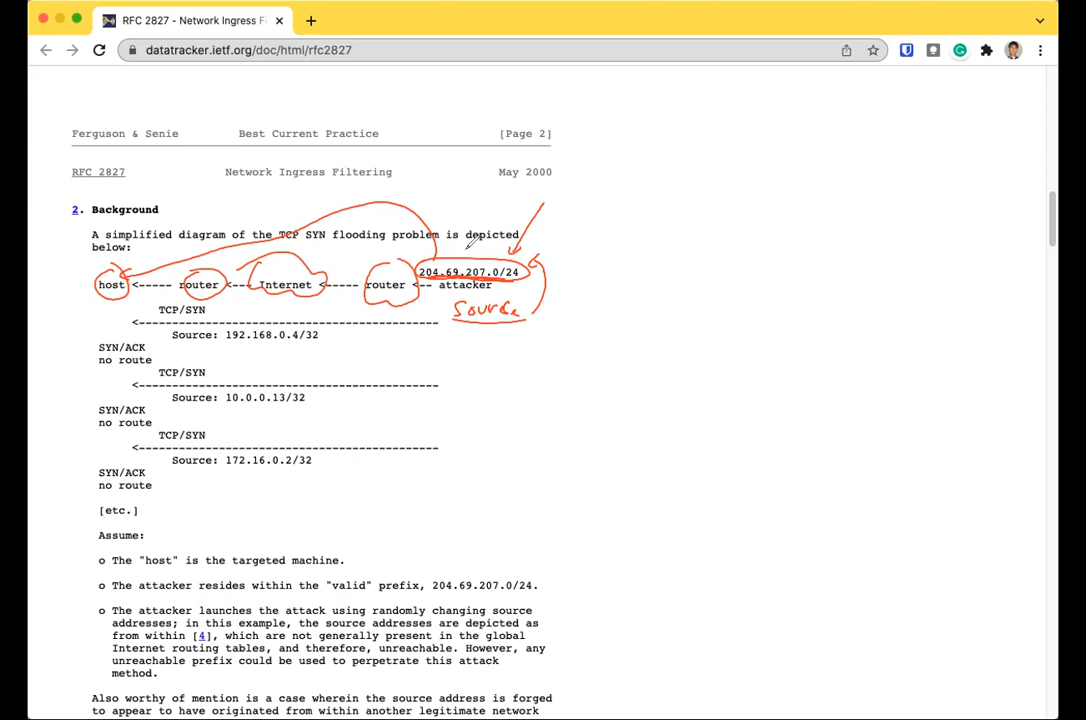 RFC 2827 - Network Ingress Fi
datatracker.ietf.org/doc/html/rfc2827
Ferguson & Senie Best Current Practice [Page 2]
RFC 2827 Network Ingress Filtering May 2000
2. Background
A simplified diagram of the TCP SYN flooding problem is depicted
below:
204.69.207.0/24
host <----- router <--- Internet <----- router <-- attacker
Source
TCP/SYN
<---------------------------------------------
Source: 192.168.0.4/32
SYN/ACK
no route
TCP/SYN
<---------------------------------------------
Source: 10.0.0.13/32
SYN/ACK
no route
TCP/SYN
<---------------------------------------------
Source: 172.16.0.2/32
SYN/ACK
no route
[etc.]
Assume:
o The "host" is the targeted machine.
o The attacker resides within the "valid" prefix, 204.69.207.0/24.
o The attacker launches the attack using randomly changing source
addresses; in this example, the source addresses are depicted as
from within [4], which are not generally present in the global
Internet routing tables, and therefore, unreachable. However, any
unreachable prefix could be used to perpetrate this attack
method.
Also worthy of mention is a case wherein the source address is forged
to appear to have originated from within another legitimate network